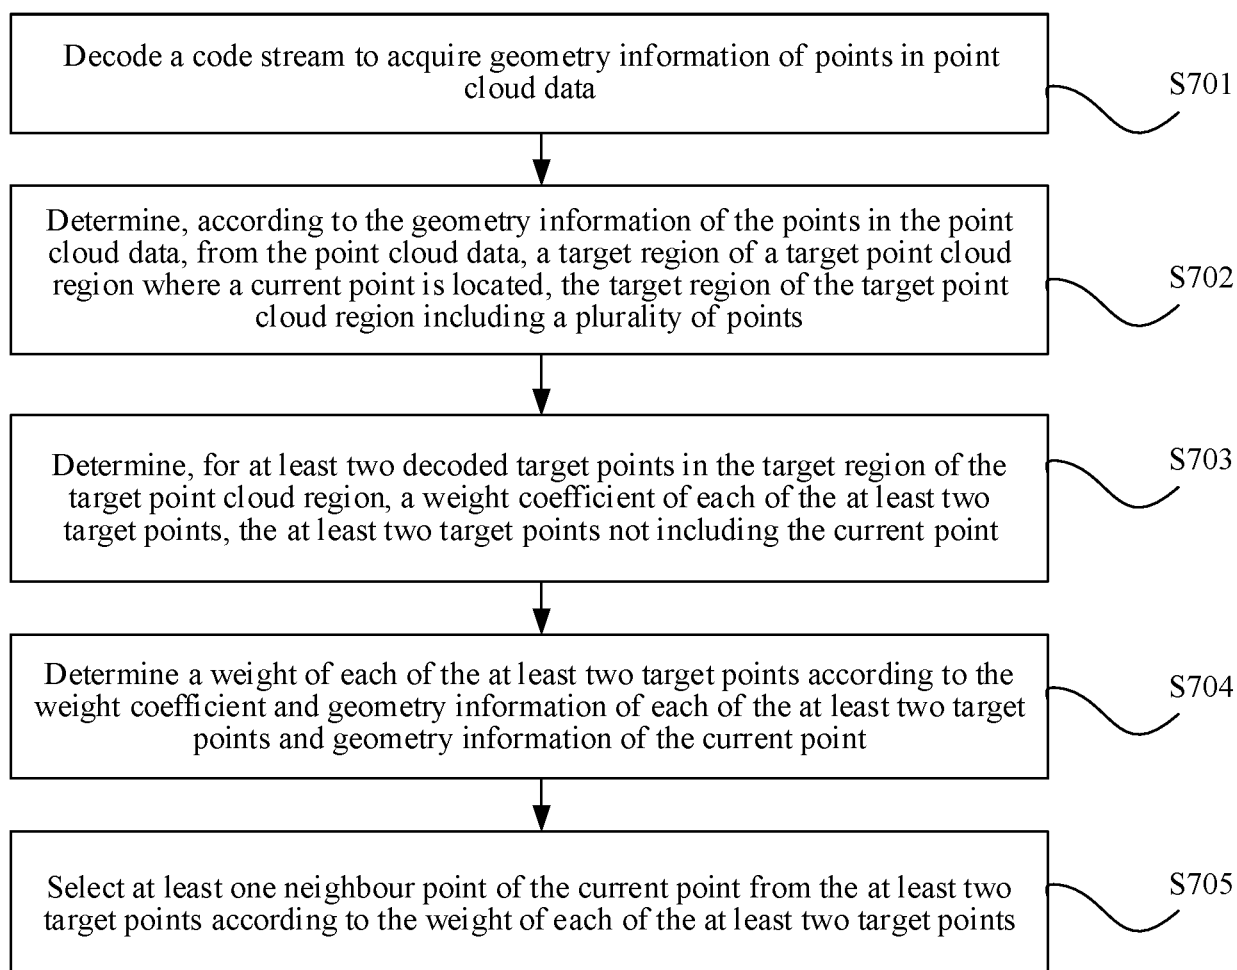 Decode a code stream to acquire geometry information of points in point
cloud data
S701
Determine, according to the geometry information of the points in the point
cloud data, from the point cloud data, a target region of a target point cloud
region where a current point is located, the target region of the target point
cloud region including a plurality of points
S702
Determine, for at least two decoded target points in the target region of the
target point cloud region, a weight coefficient of each of the at least two
target points, the at least two target points not including the current point
S703
Determine a weight of each of the at least two target points according to the
weight coefficient and geometry information of each of the at least two target
points and geometry information of the current point
S704
Select at least one neighbour point of the current point from the at least two
target points according to the weight of each of the at least two target points
S705